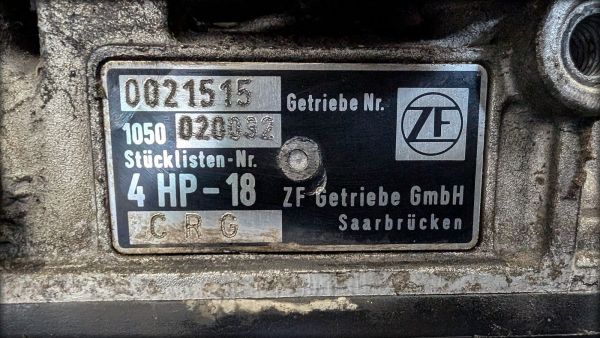 0021515 Getriebe Nr. ZF
1050 020032
Stücklisten-Nr.
4 HP-18 ZF Getriebe GmbH
CRG Saarbrücken